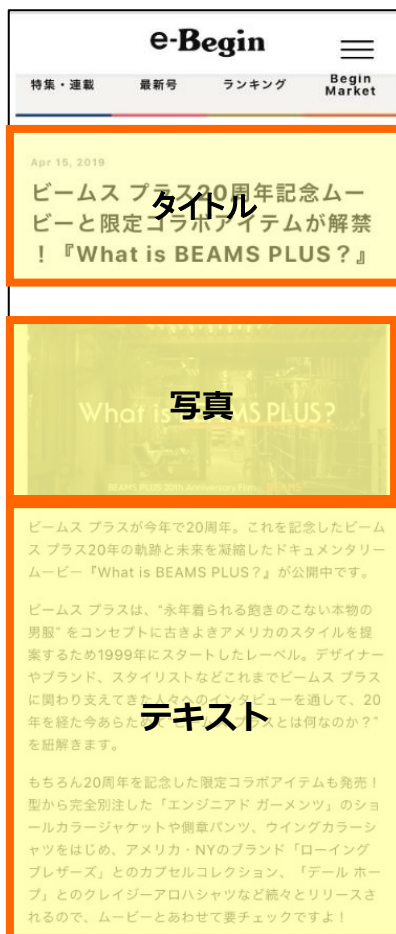 e-Begin
特集・連載
最新号
ランキング
Begin
Market
Apr 15, 2019
ビームス プラス20周年記念ムー
ビーと限定コラボアイテムが解禁
！『What is BEAMS PLUS？』
タイトル
What is BEAMS PLUS?
写真
BEAMS PLUS 20th Anniversary Film
BEAMS
ビームス プラスが今年で20周年。これを記念したビーム
ス プラス20年の軌跡と未来を凝縮したドキュメンタリー
ムービー『What is BEAMS PLUS？』が公開中です。
ビームス プラスは、“永年着られる飽きのこない本物の
男服” をコンセプトに古きよきアメリカのスタイルを提
案するため1999年にスタートしたレーベル。デザイナー
やブランド、スタイリストなどこれまでビームス プラス
に関わり支えてきた人々へのインタビューを通して、20
年を経た今あらためて プラスとは何なのか？”
テキスト
を紐解きます。
もちろん20周年を記念した限定コラボアイテムも発売！
型から完全別注した「エンジニアド ガーメンツ」のショ
ールカラージャケットや側章パンツ、ウイングカラーシ
ャツをはじめ、アメリカ・NYのブランド「ローイング
ブレザーズ」とのカプセルコレクション、「デール ホー
プ」とのクレイジーアロハシャツなど続々とリリースさ
れるので、ムービーとあわせて要チェックですよ！